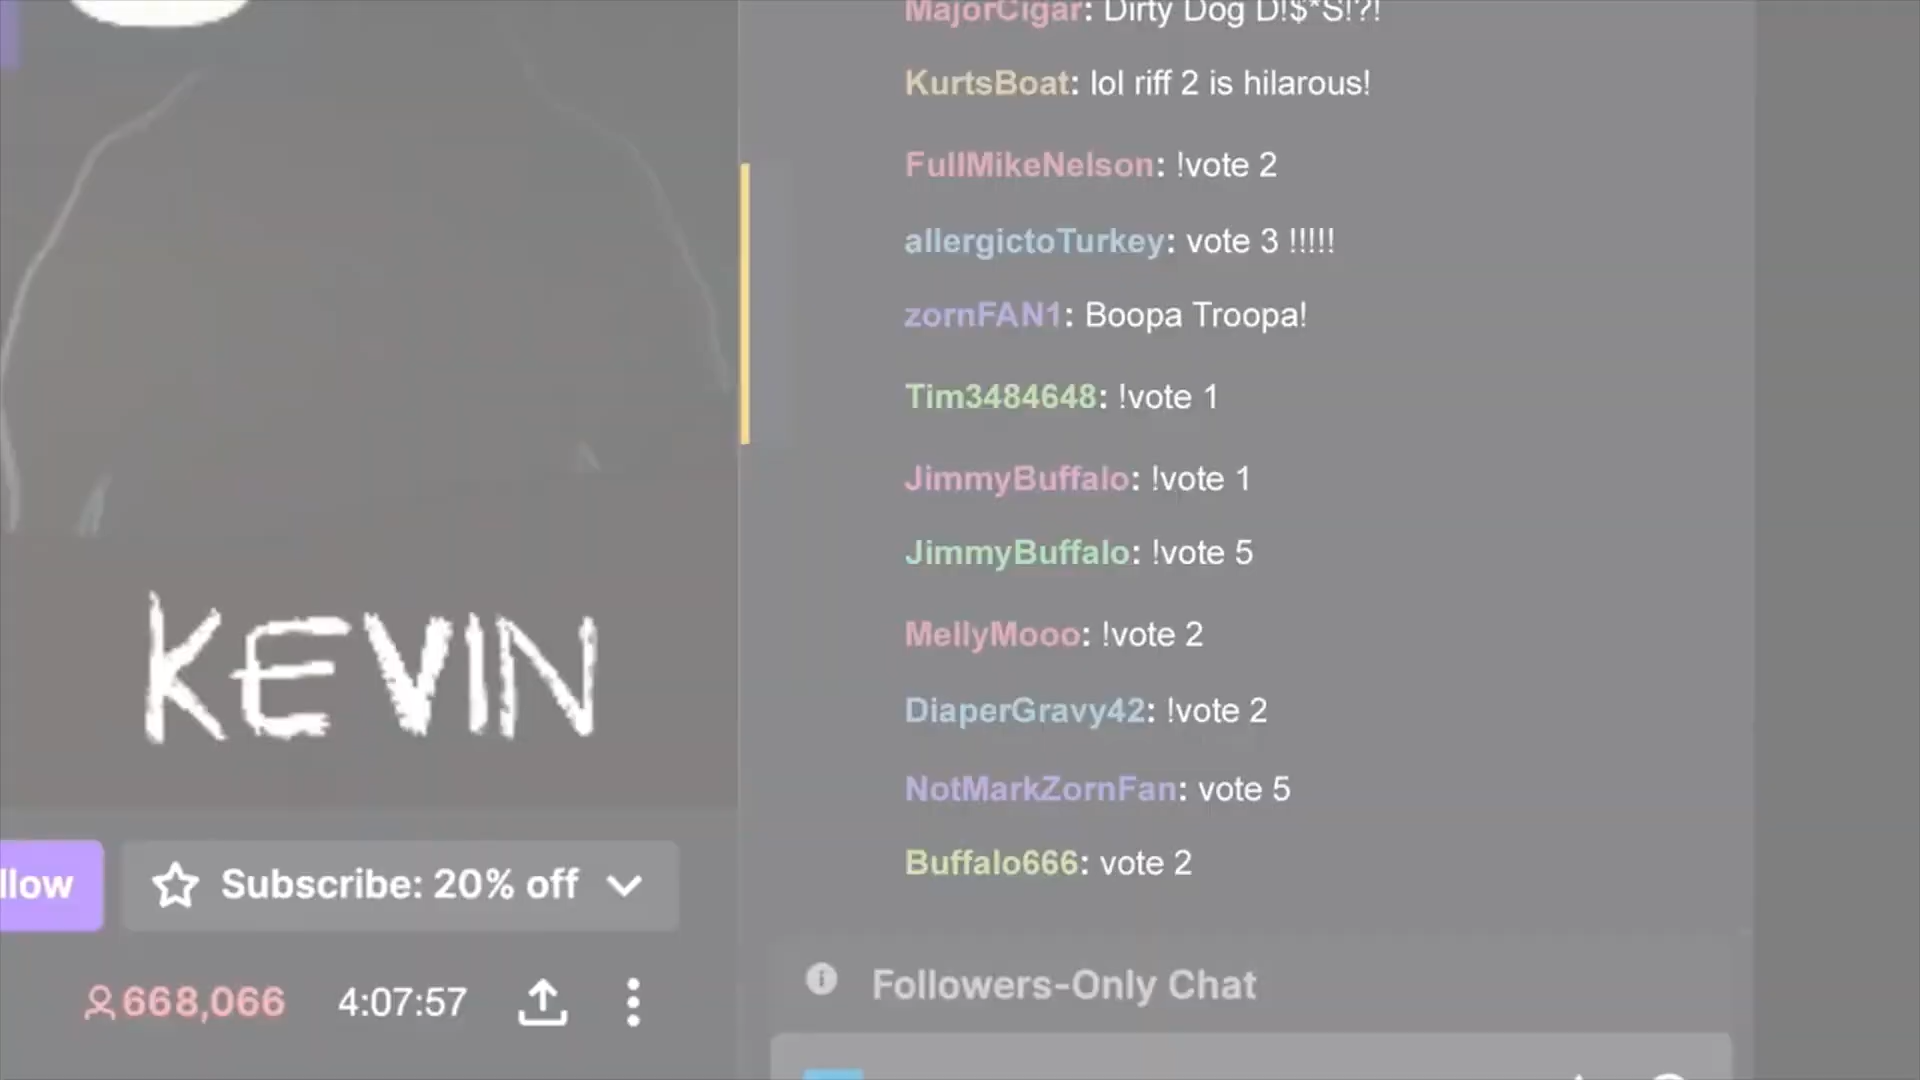 MajorCigar: Dirty Dog D!$*S!?!
KurtsBoat: lol riff 2 is hilarous!
FullMikeNelson: !vote 2
allergictoTurkey: vote 3 !!!!!
zornFAN1: Boopa Troopa!
Tim3484648: !vote 1
JimmyBuffalo: !vote 1
JimmyBuffalo: !vote 5
MellyMooo: !vote 2
DiaperGravy42: !vote 2
NotMarkZornFan: vote 5
Buffalo666: vote 2
Followers-Only Chat
KEVIN
llow
Subscribe: 20% off
668,066
4:07:57